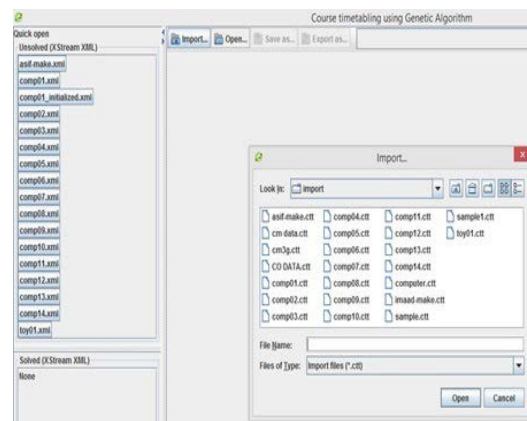 Course timetabling using Genetic Algorithm
Quick open
Unsolved (XStream XML)
asif-make.xml
comp01.xml
comp01_initialized.xml
comp02.xml
comp03.xml
comp04.xml
comp05.xml
comp06.xml
comp07.xml
comp08.xml
comp09.xml
comp10.xml
comp11.xml
comp12.xml
comp13.xml
comp14.xml
toy01.xml
Solved (XStream XML)
None
Import... Open... Save as... Export as...
Import...
x
Look in: import
asif-make.ctt comp04.ctt comp11.ctt sample1.ctt
cm data.ctt comp05.ctt comp12.ctt toy01.ctt
cm3g.ctt comp06.ctt comp13.ctt
CO DATA.ctt comp07.ctt comp14.ctt
comp01.ctt comp08.ctt computer.ctt
comp02.ctt comp09.ctt imaad-make.ctt
comp03.ctt comp10.ctt sample.ctt
File Name:
Files of Type: Import files (*.ctt)
Open Cancel